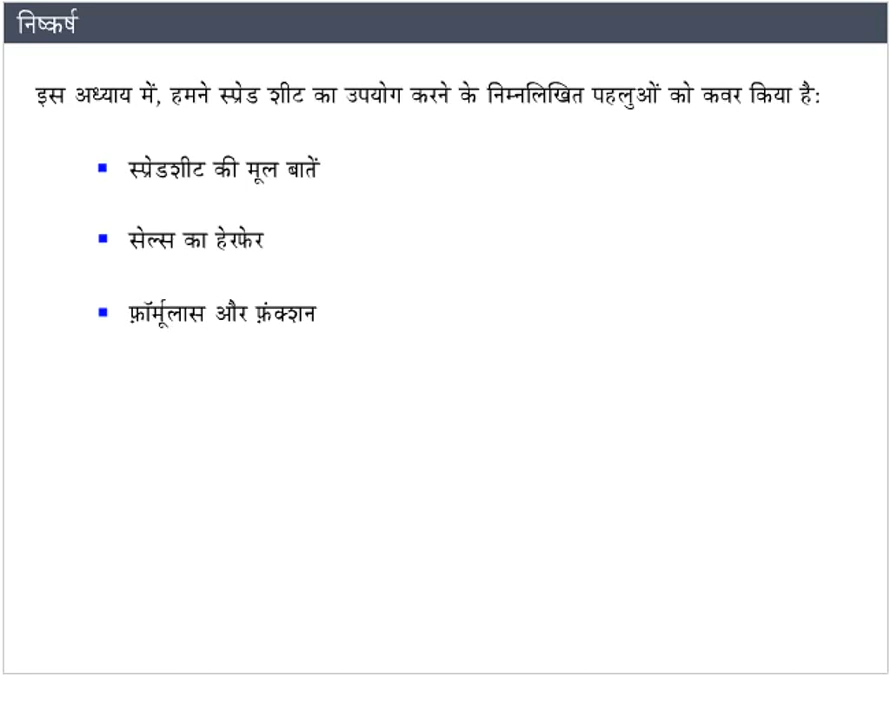 निष्कर्ष
इस अध्याय में, हमने स्प्रेड शीट का उपयोग करने के निम्नलिखित पहलुओं को कवर किया है:
स्प्रेडशीट की मूल बातें
सेल्स का हेरफेर
फ़ॉर्मूलास और फ़ंक्शन